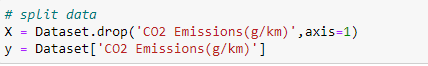 # split data
X = Dataset.drop('CO2 Emissions(g/km)',axis=1)
y = Dataset['CO2 Emissions(g/km)']